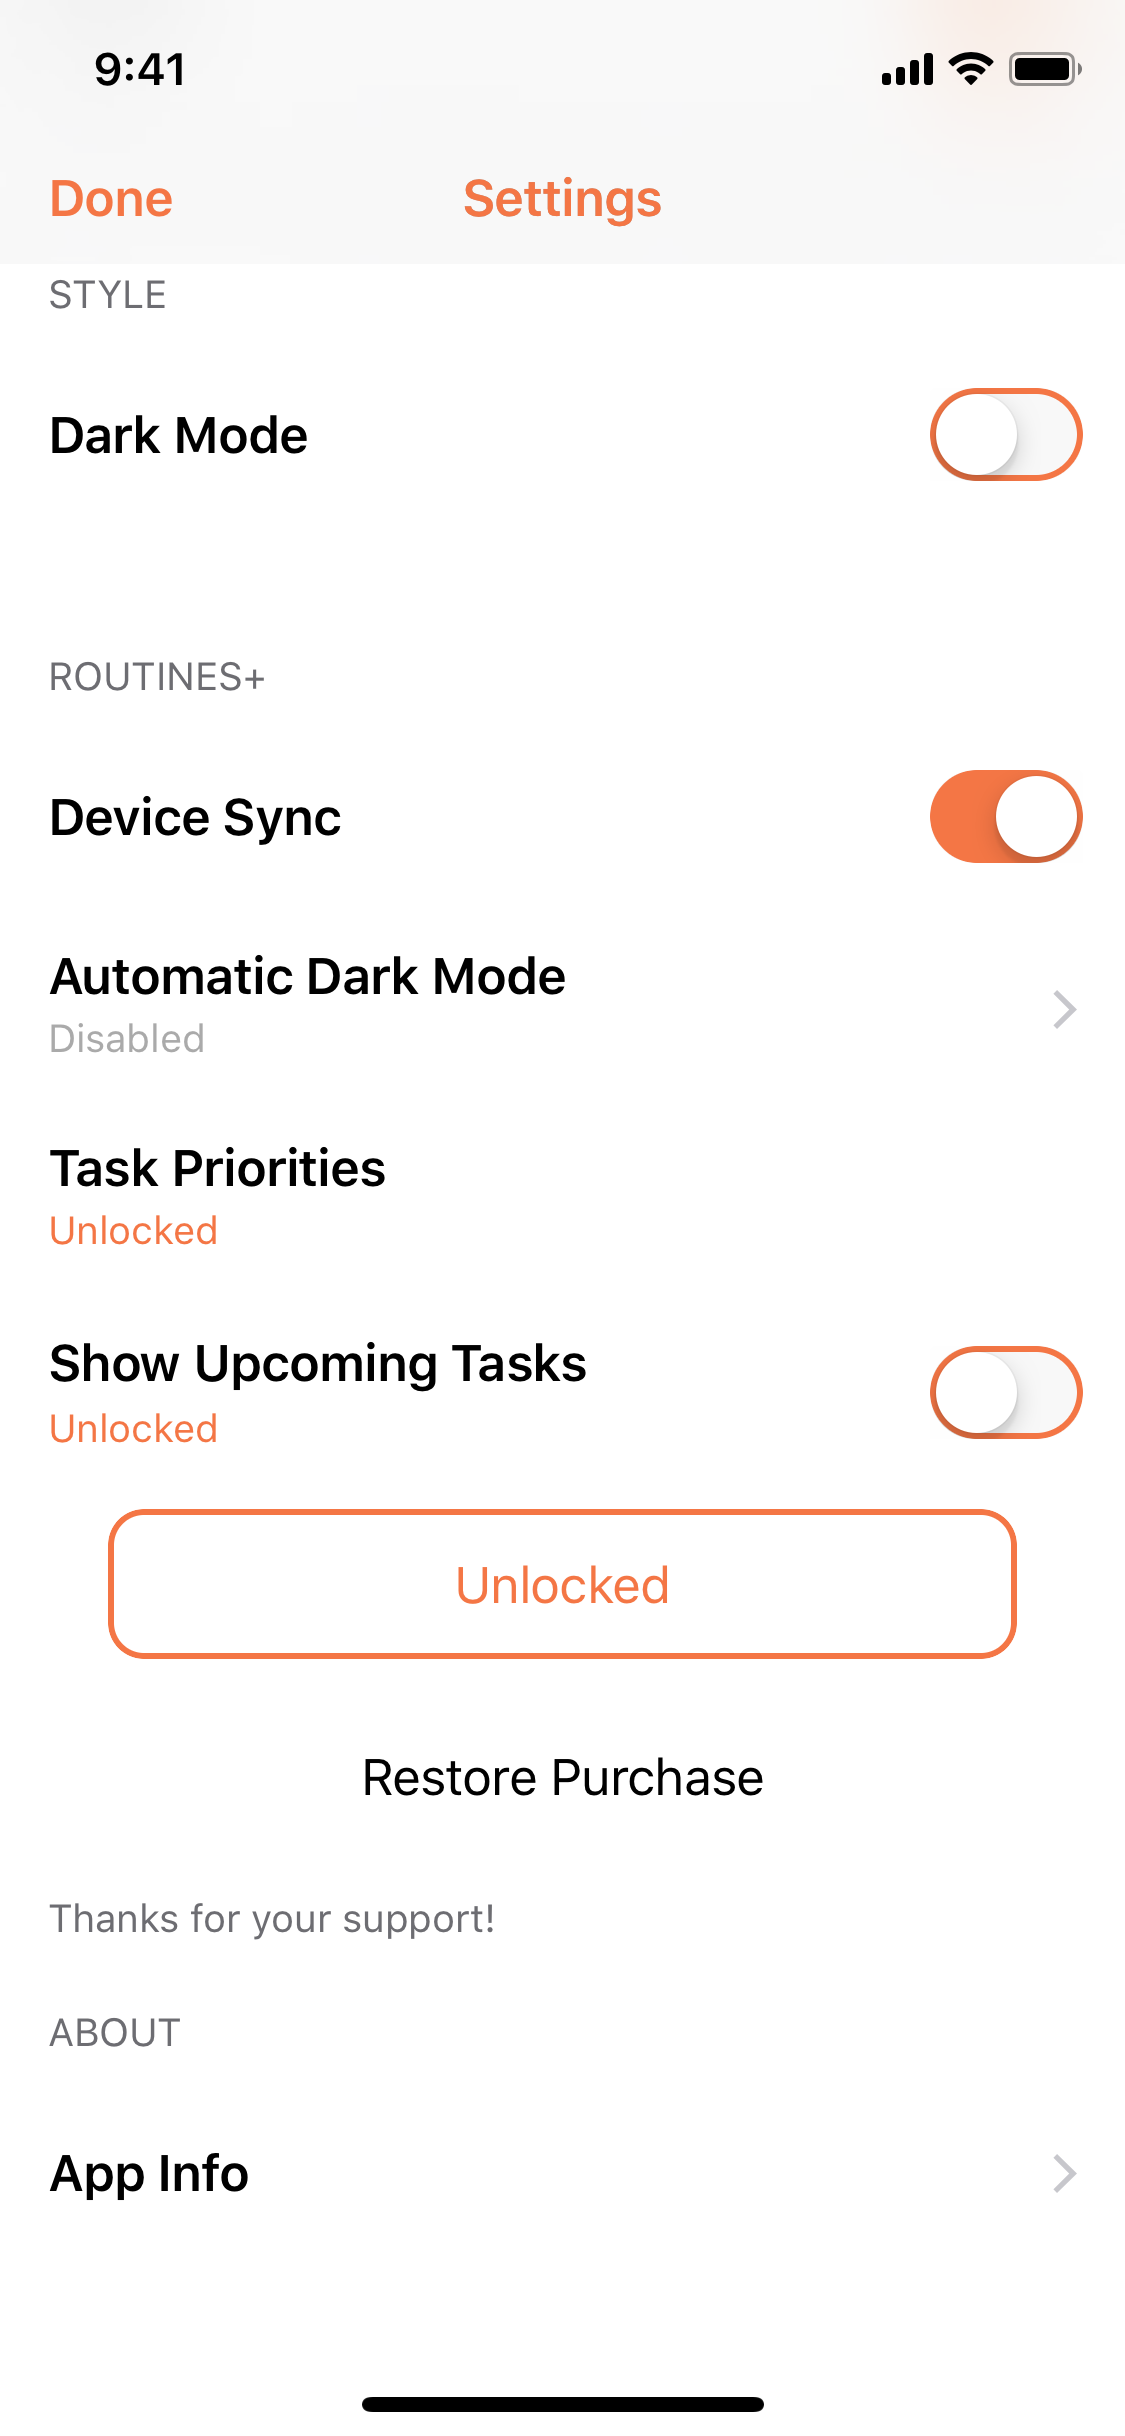 9:41
Done
Settings
STYLE
Dark Mode
ROUTINES+
Device Sync
Automatic Dark Mode
Disabled
Task Priorities
Unlocked
Show Upcoming Tasks
Unlocked
Unlocked
Restore Purchase
Thanks for your support!
ABOUT
App Info